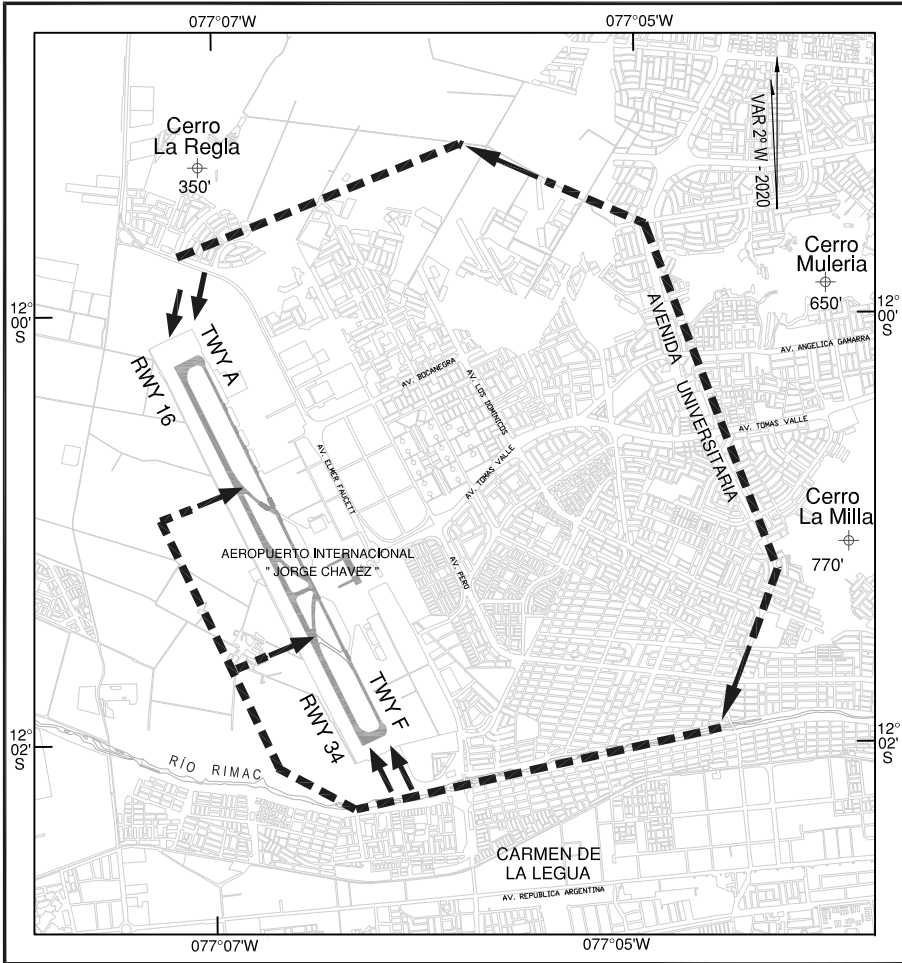 077°07'W
077°05'W
VAR 2° W - 2020
Cerro
La Regla
350'
Cerro
Muleria
650'
12°
00'
S
12°
00'
S
TWY A
RWY 16
AVENIDA UNIVERSITARIA
AV. ANGELICA GAMARRA
AV. BOCANEGRA
AV. LOS DOMINICOS
AV. TOMAS VALLE
AV. ELMER FAUCETT
AV. TOMAS VALLE
Cerro
La Milla
770'
AEROPUERTO INTERNACIONAL
" JORGE CHAVEZ "
AV. PERU
TWY F
RWY 34
12°
02'
S
12°
02'
S
RÍO RIMAC
CARMEN DE
LA LEGUA
AV. REPUBLICA ARGENTINA
077°07'W
077°05'W